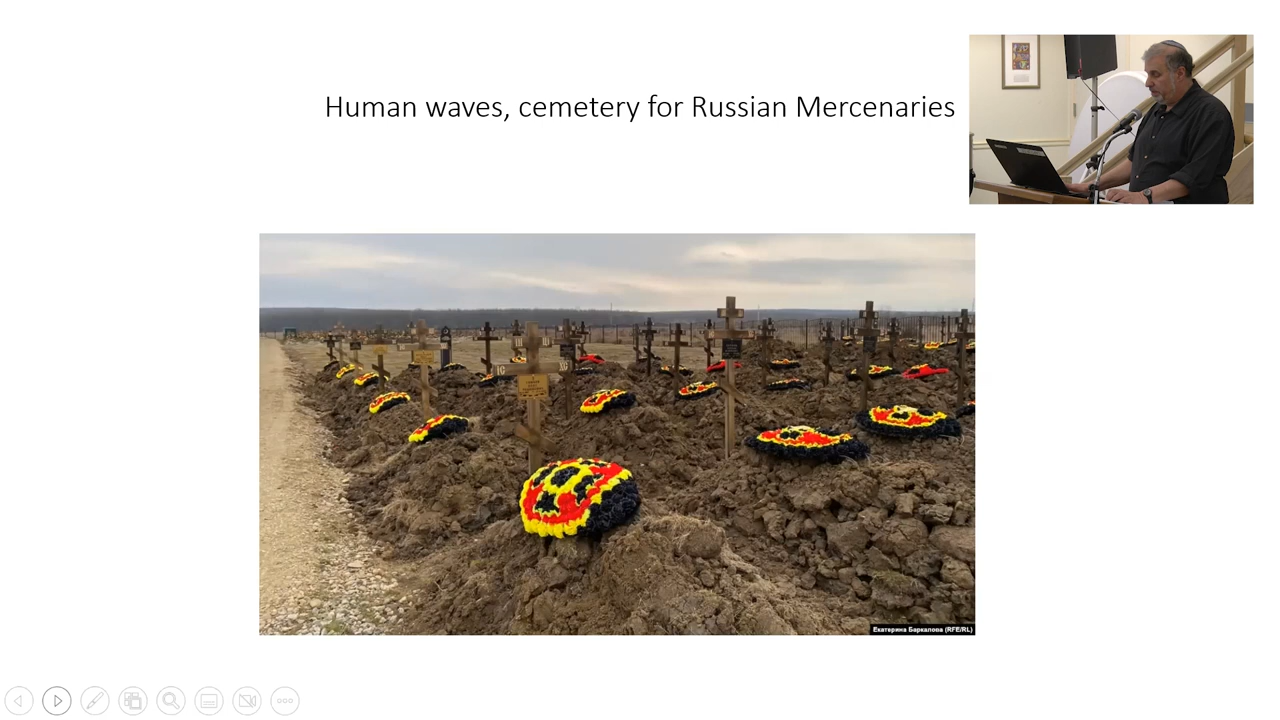 Human waves, cemetery for Russian Mercenaries
Екатерина Баркалова (RFE/RL)